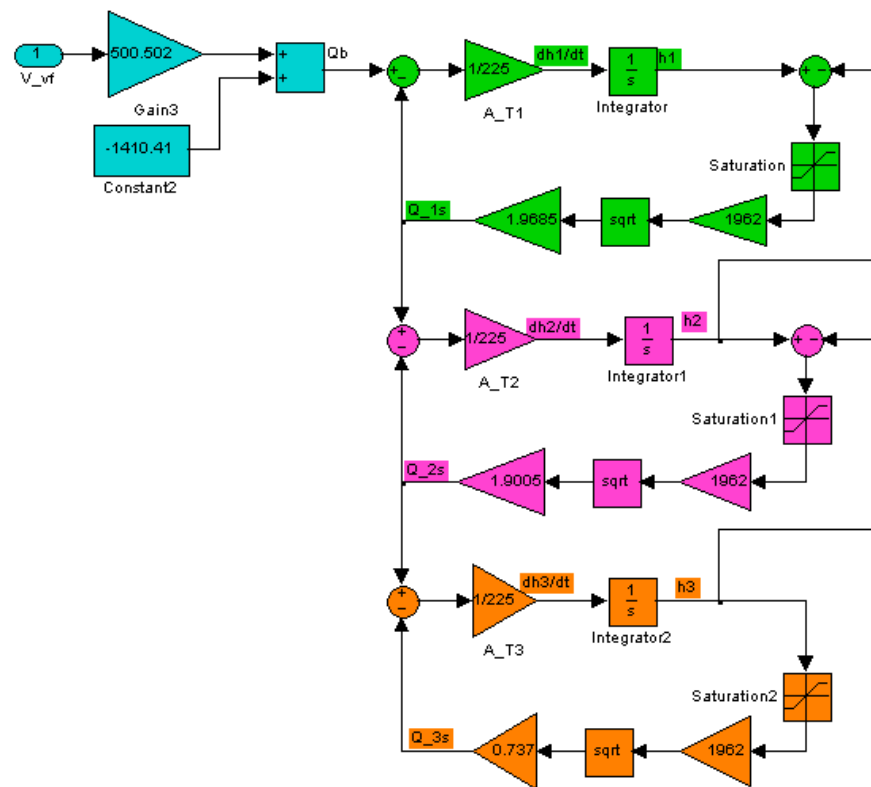 1
V_vf
500.502
Gain3
-1410.41
Constant2
+
+
Qb
+
-
1/225
A_T1
dh1/dt
1
s
Integrator
h1
+ -
Saturation
1962
sqrt
1.9685
Q_1s
+
-
1/225
A_T2
dh2/dt
1
s
Integrator1
h2
+ -
Saturation1
1962
sqrt
1.9005
Q_2s
+
-
1/225
A_T3
dh3/dt
1
s
Integrator2
h3
Saturation2
1962
sqrt
0.737
Q_3s